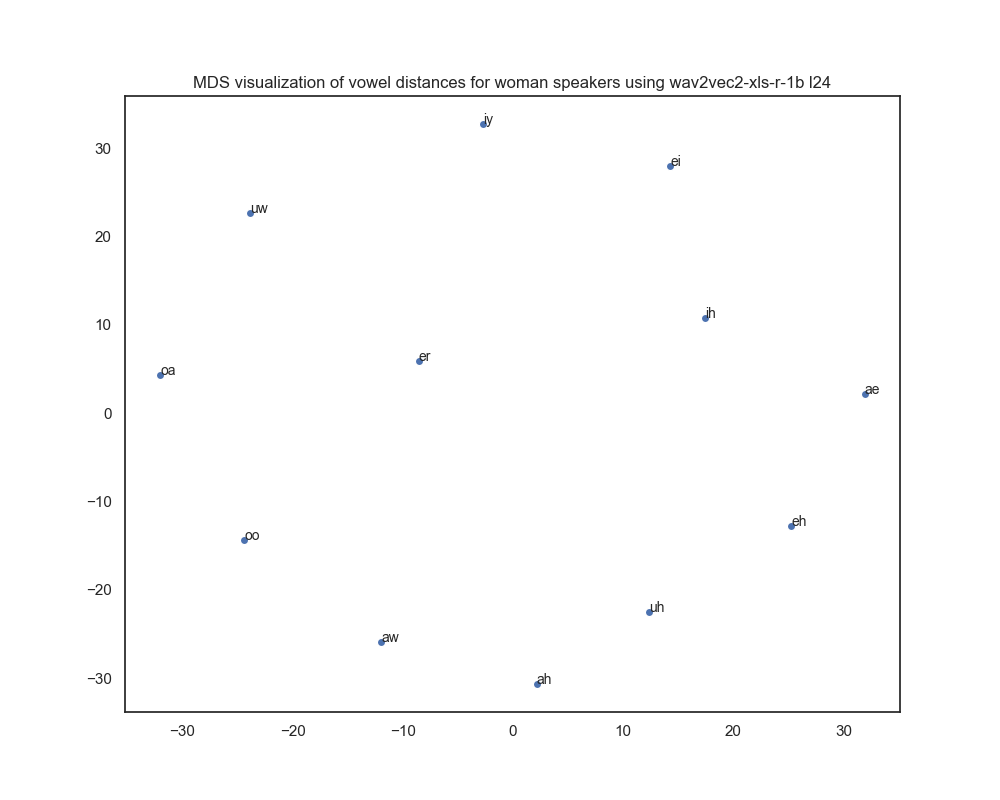 MDS visualization of vowel distances for woman speakers using wav2vec2-xls-r-1b l24
iy
30
ei
uw
20
ih
10
er
oa
ae
0
−10
eh
oo
−20
uh
aw
ah
−30
−30 −20 −10 0 10 20 30